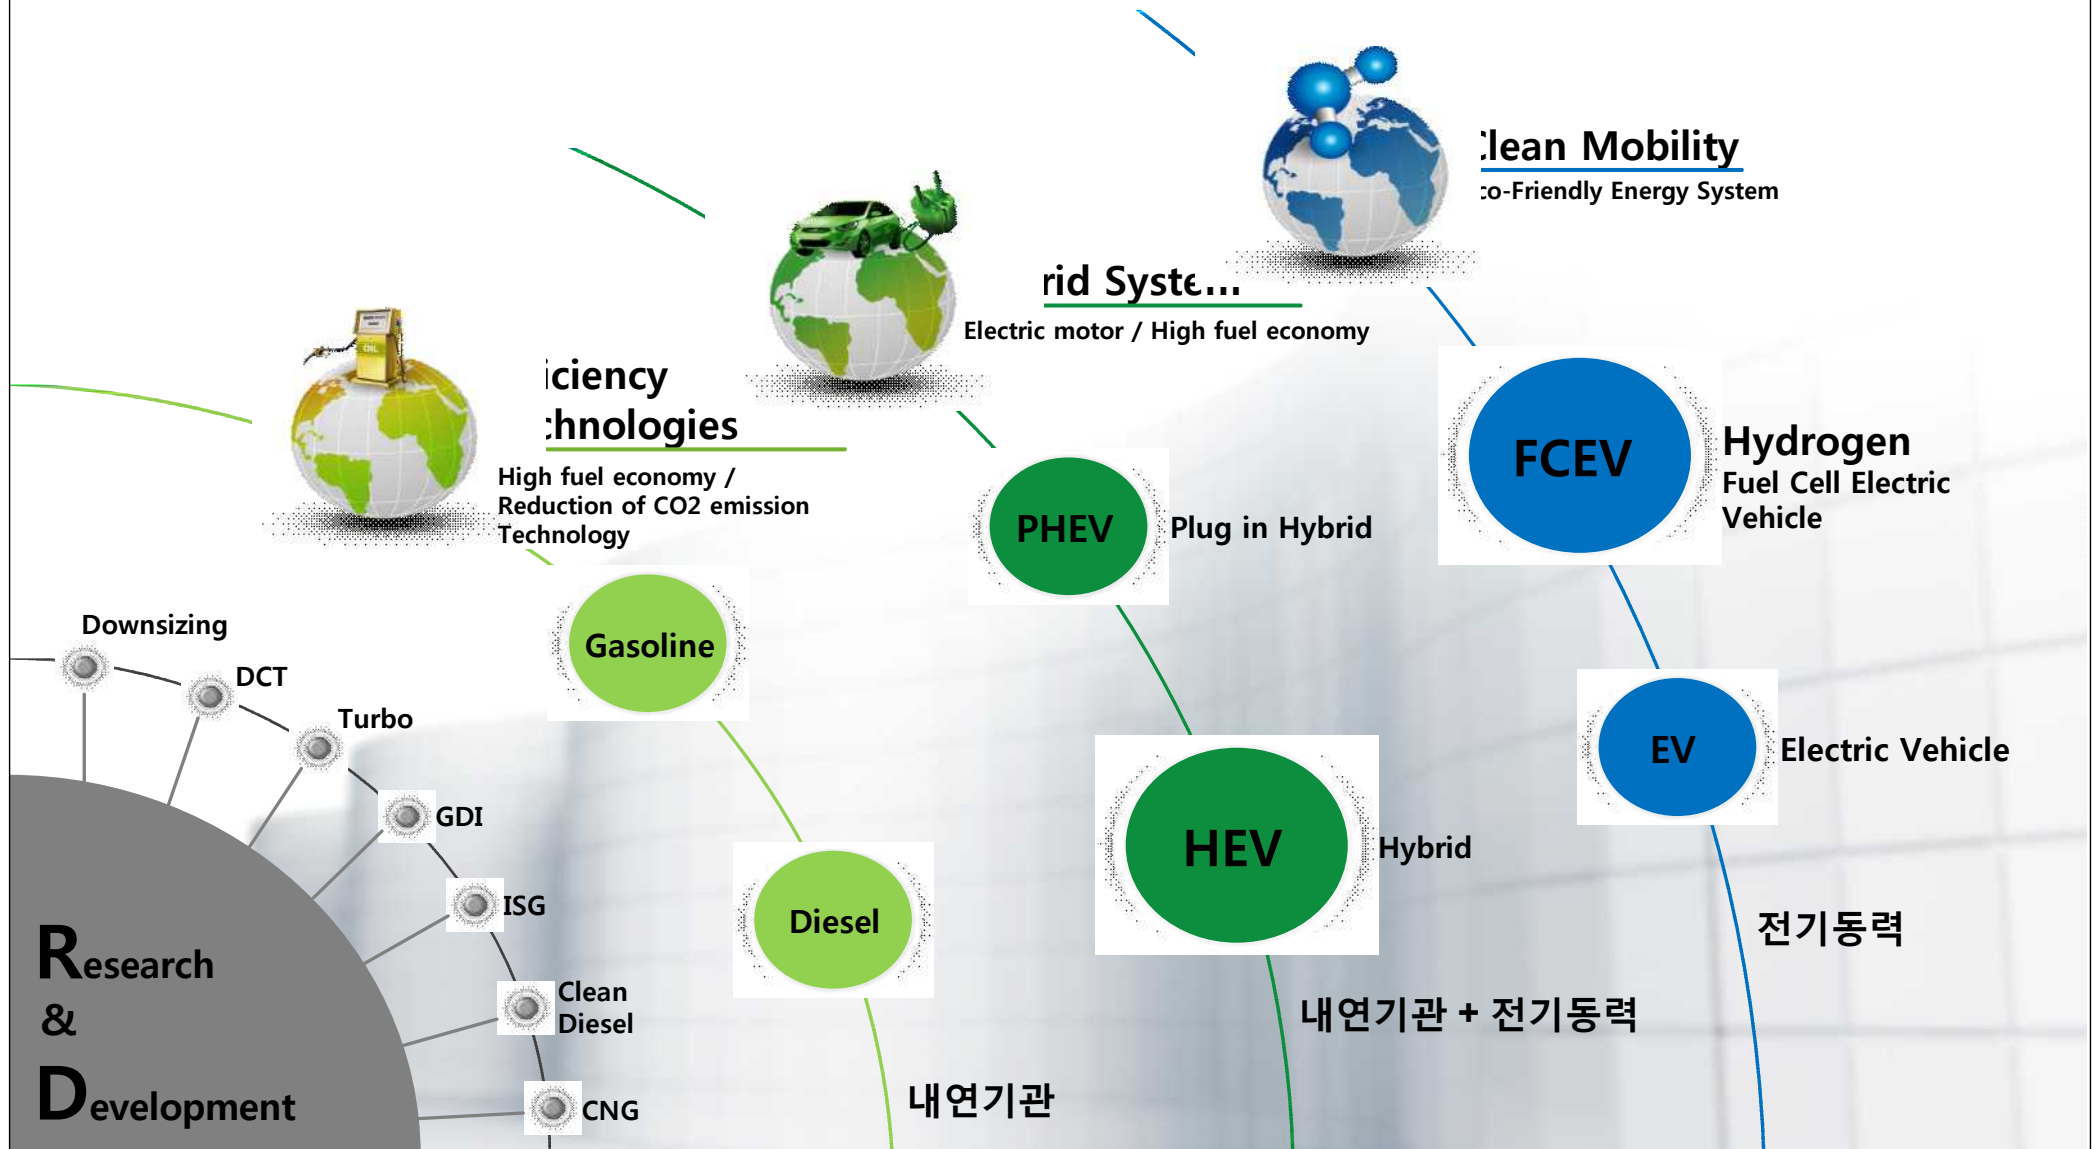 Clean Mobility
co-Friendly Energy System
rid System
Electric motor / High fuel economy
iciency
chnologies
High fuel economy /
Reduction of CO2 emission
Technology
FCEV
Hydrogen
Fuel Cell Electric
Vehicle
PHEV
Plug in Hybrid
Gasoline
EV
Electric Vehicle
HEV
Hybrid
Diesel
Downsizing
DCT
Turbo
GDI
ISG
Clean
Diesel
CNG
전기동력
내연기관 + 전기동력
내연기관
Research
&
Development